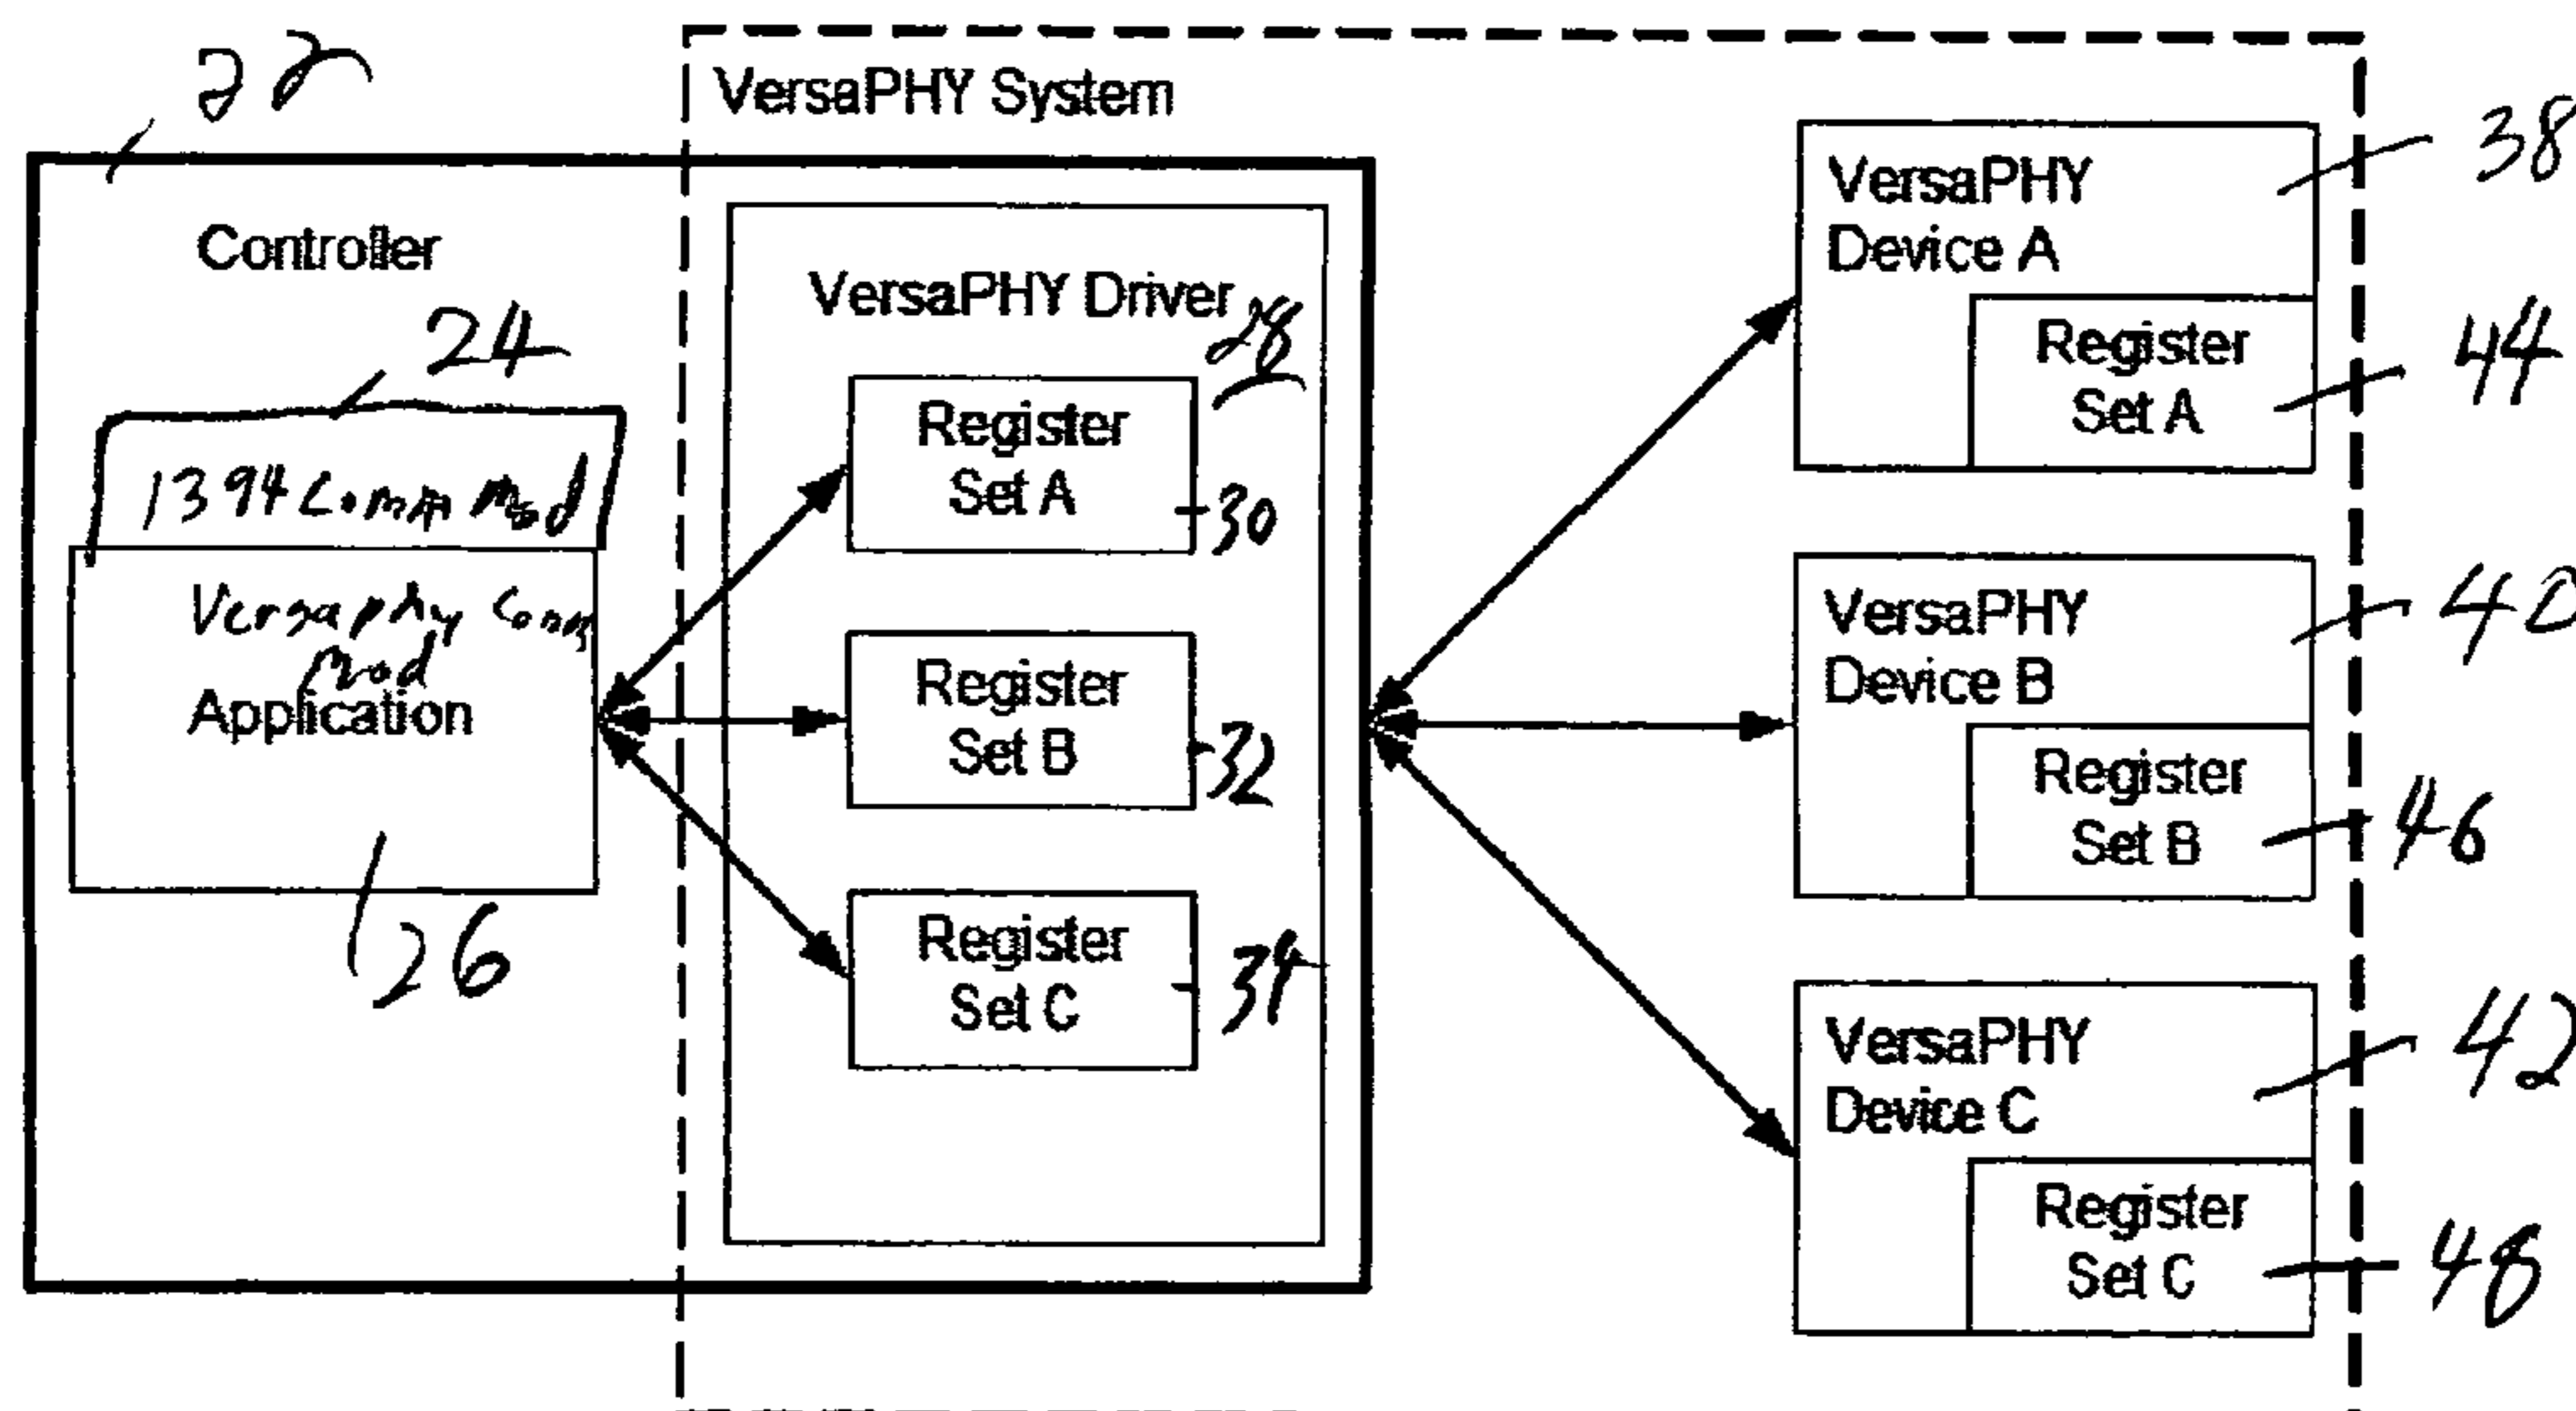 22
VersaPHY System
Controller
24
1394 Comm Mod
Versaphy Comm
Mod
Application
26
VersaPHY Driver
28
Register
Set A
30
Register
Set B
32
Register
Set C
34
VersaPHY
Device A
38
Register
Set A
44
VersaPHY
Device B
40
Register
Set B
46
VersaPHY
Device C
42
Register
Set C
48